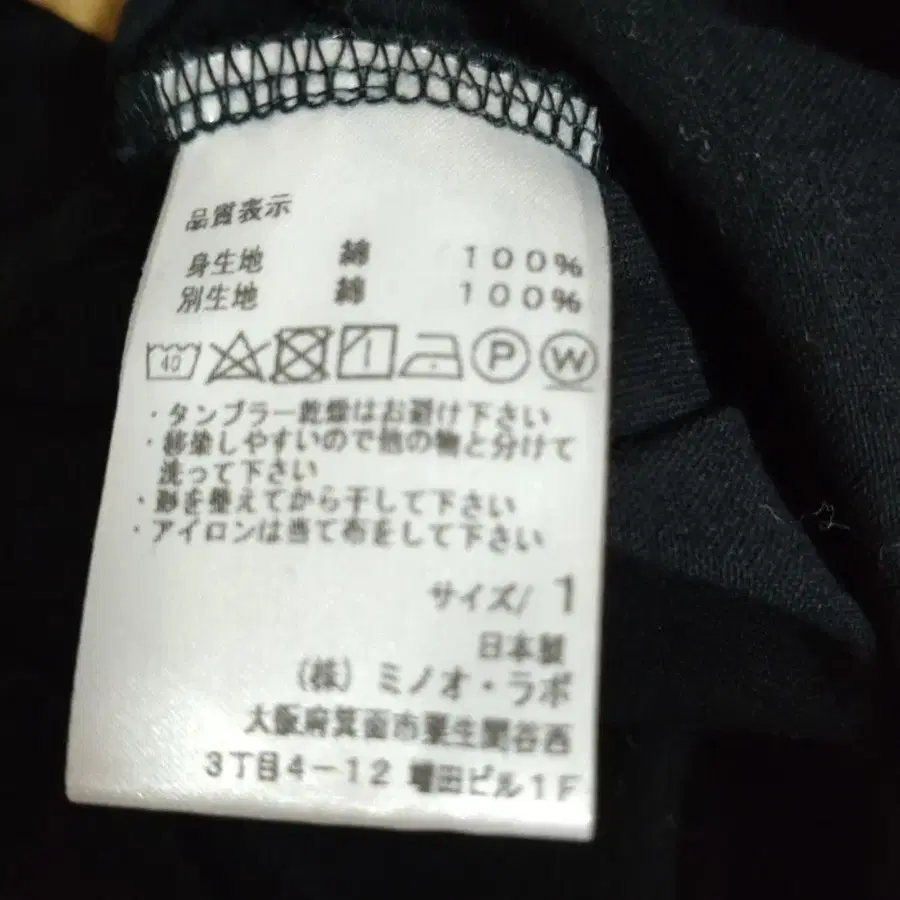 品質表示
身生地 綿 100%
別生地 綿 100%
40 P W
・タンブラー乾燥はお避け下さい
・移染しやすいので他の物と分けて
洗って下さい
・形を整えてから干して下さい
・アイロンは当て布をして下さい
サイズ/ 1
日本製
(株) ミノオ・ラボ
大阪府箕面市粟生間谷西
3丁目4-12 増田ビル1F